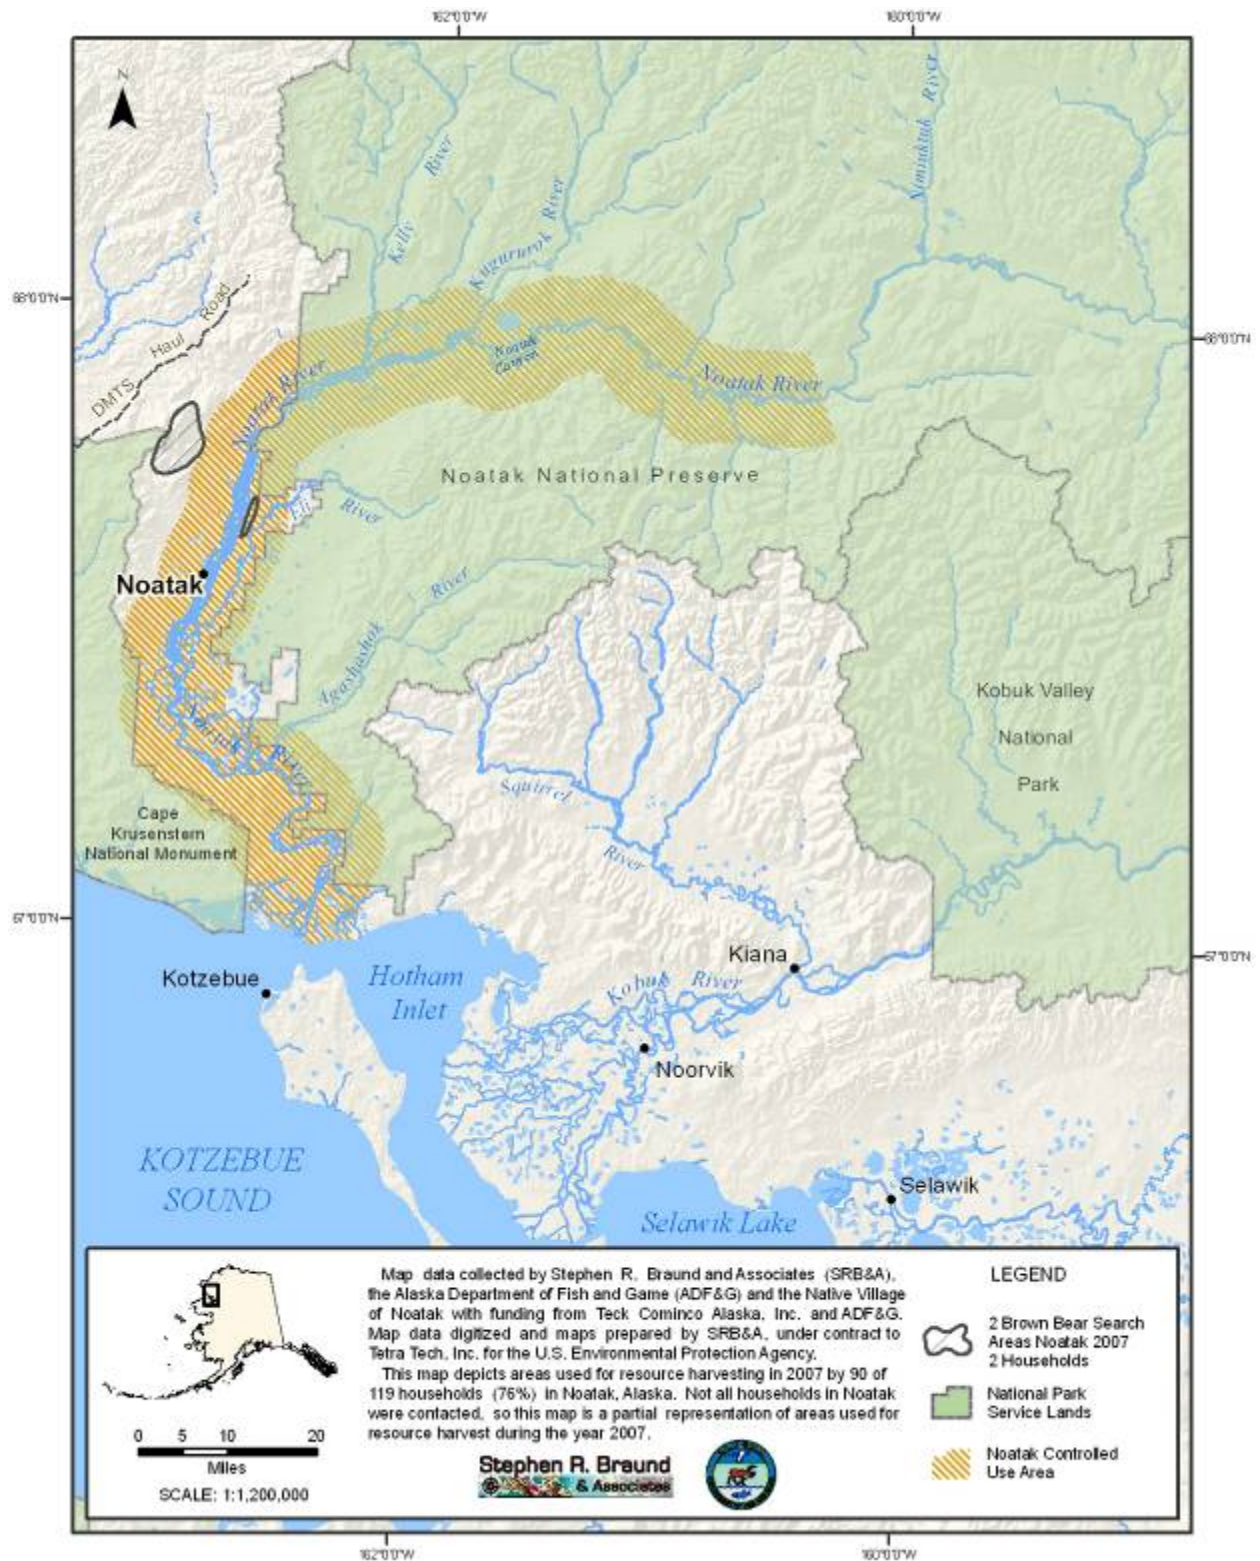 162°0'0"W
160°0'0"W
N
Nimiuktuk River
Kelly River
Kugururok River
68°0'0"N
68°0'0"N
DMTS Haul Road
Noatak River
Noatak
Canyon
Noatak River
Noatak National Preserve
Eli River
Noatak
Agashashok River
Kobuk Valley
National
Park
Noatak River
Squirrel River
Cape
Krusenstern
National Monument
67°0'0"N
67°0'0"N
Kiana
Kotzebue
Hotham
Inlet
Kobuk River
Noorvik
KOTZEBUE
SOUND
Selawik
Selawik Lake
Map data collected by Stephen R. Braund and Associates (SRB&A),
the Alaska Department of Fish and Game (ADF&G) and the Native Village
of Noatak with funding from Teck Cominco Alaska, Inc. and ADF&G.
Map data digitized and maps prepared by SRB&A, under contract to
Tetra Tech, Inc. for the U.S. Environmental Protection Agency.
This map depicts areas used for resource harvesting in 2007 by 90 of
119 households (76%) in Noatak, Alaska. Not all households in Noatak
were contacted, so this map is a partial representation of areas used for
resource harvest during the year 2007.
LEGEND
2 Brown Bear Search
Areas Noatak 2007
2 Households
National Park
Service Lands
Noatak Controlled
Use Area
0 5 10 20
Miles
SCALE: 1:1,200,000
Stephen R. Braund
& Associates
162°0'0"W
160°0'0"W